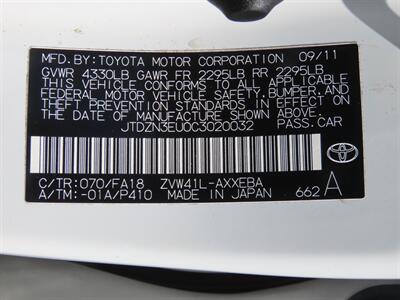 MFD. BY: TOYOTA MOTOR CORPORATION 09/11
GVWR 4330LB GAWR FR 2295LB RR 2295LB
THIS VEHICLE CONFORMS TO ALL APPLICABLE
FEDERAL MOTOR VEHICLE SAFETY, BUMPER, AND
THEFT PREVENTION STANDARDS IN EFFECT ON
THE DATE OF MANUFACTURE SHOWN ABOVE.
JTDZN3EU0C3020032 PASS. CAR
C/TR: 070/FA18 ZVW41L-AXXEBA
A/TM: -01A/P410 MADE IN JAPAN 662 A
TOYOTA